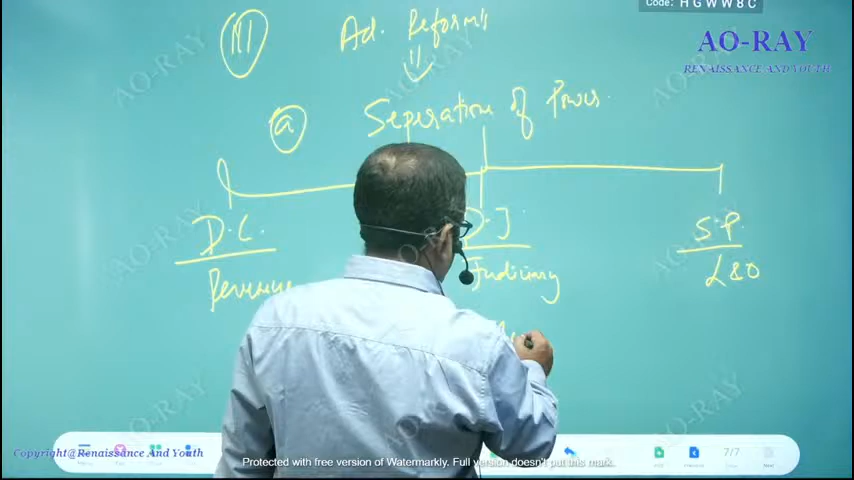 Code: HGWW8C
AO-RAY
RENAISSANCE AND YOUTH
III Ad. Reforms
(a) Seperation of Power.
D.C. D.J. S.P.
Revenue Judiciary L&O
Copyright@Renaissance And Youth
7/7
Protected with free version of Watermarkly. Full version doesn't put this mark.